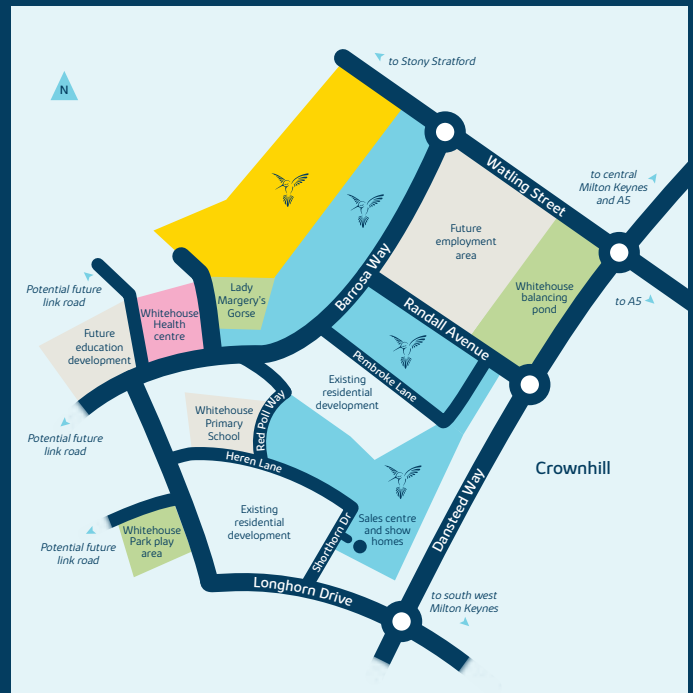 to Stony Stratford
N
Watling Street
to central
Milton Keynes
and A5
Future
employment
area
Barrosa Way
Whitehouse
balancing
pond
to A5
Potential future
link road
Lady
Margery's
Gorse
Whitehouse
Health
centre
Randall Avenue
Future
education
development
Pembroke Lane
Existing
residential
development
Whitehouse
Primary
School
Red Poll Way
Potential future
link road
Heren Lane
Crownhill
Existing
residential
development
Shorthorn Dr
Sales centre
and show
homes
Dansteed Way
Whitehouse
Park play
area
Potential future
link road
Longhorn Drive
to south west
Milton Keynes